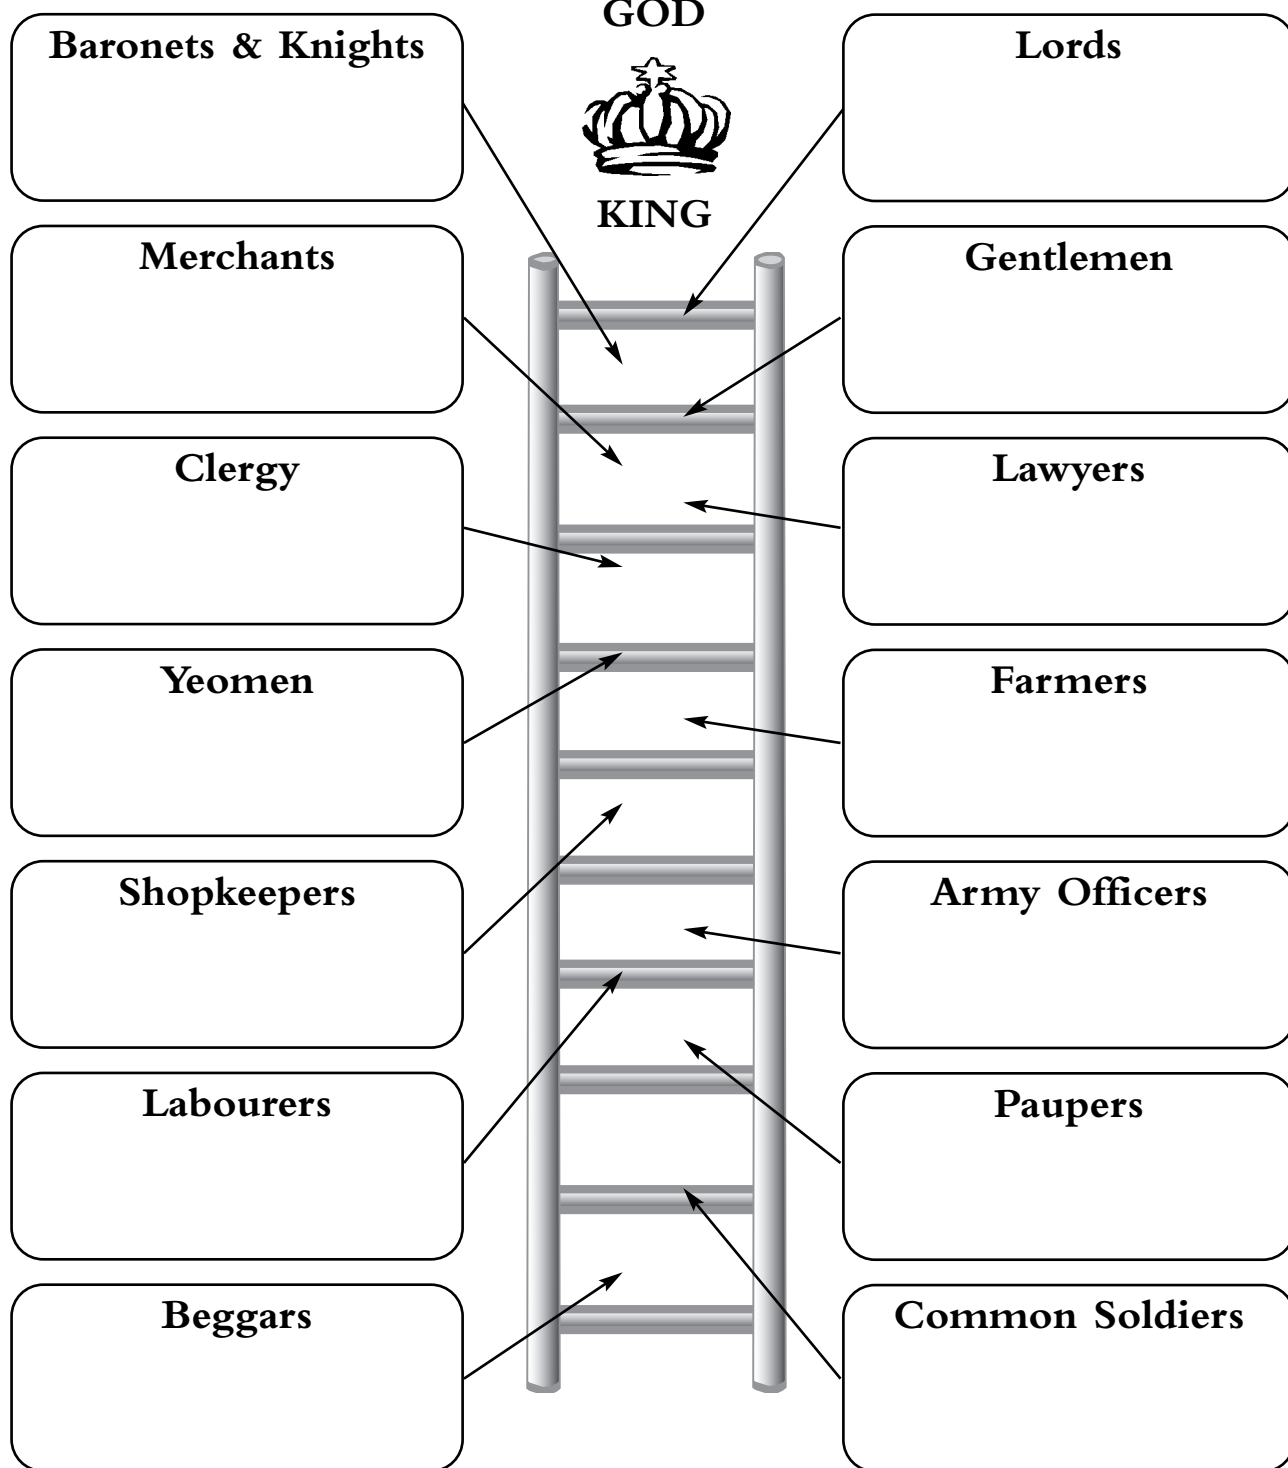 GOD
Baronets & Knights
Lords
KING
Merchants
Gentlemen
Clergy
Lawyers
Yeomen
Farmers
Shopkeepers
Army Officers
Labourers
Paupers
Beggars
Common Soldiers